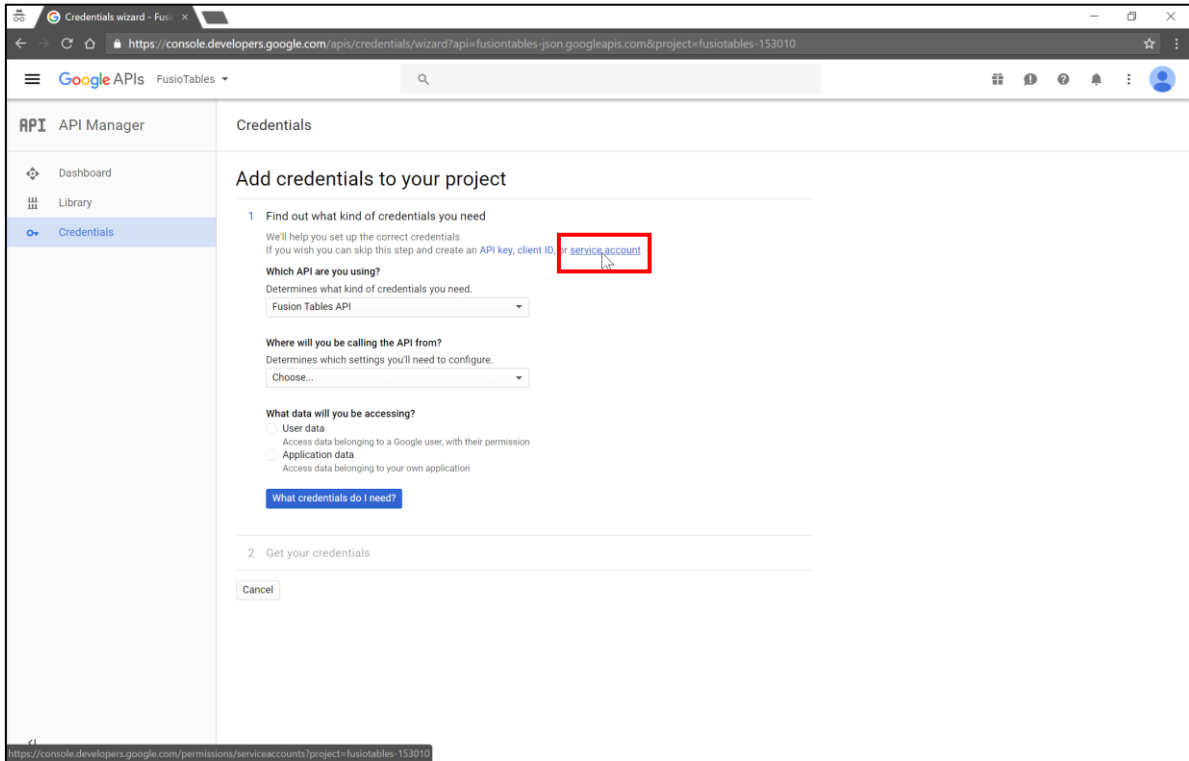 Credentials wizard - Fusi
https://console.developers.google.com/apis/credentials/wizard?api=fusiontables-json.googleapis.com&project=fusiotables-153010
Google APIs FusioTables
API API Manager
Credentials
Dashboard
Library
Credentials
Add credentials to your project
1 Find out what kind of credentials you need
We'll help you set up the correct credentials
If you wish you can skip this step and create an API key, client ID, or service account
Which API are you using?
Determines what kind of credentials you need.
Fusion Tables API
Where will you be calling the API from?
Determines which settings you'll need to configure.
Choose...
What data will you be accessing?
User data
Access data belonging to a Google user, with their permission
Application data
Access data belonging to your own application
What credentials do I need?
2 Get your credentials
Cancel
https://console.developers.google.com/permissions/serviceaccounts?project=fusiotables-153010